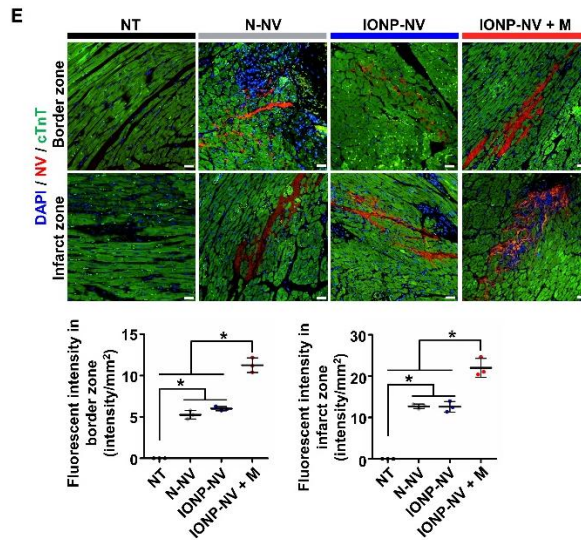 E
NT
N-NV
IONP-NV
IONP-NV + M
DAPI / NV / cTnT
Border zone
Infarct zone
Fluorescent intensity in
border zone
(intensity/mm²)
15
10
5
0
*
*
NT
N-NV
IONP-NV
IONP-NV + M
Fluorescent intensity in
infarct zone
(intensity/mm²)
30
20
10
0
*
*
NT
N-NV
IONP-NV
IONP-NV + M